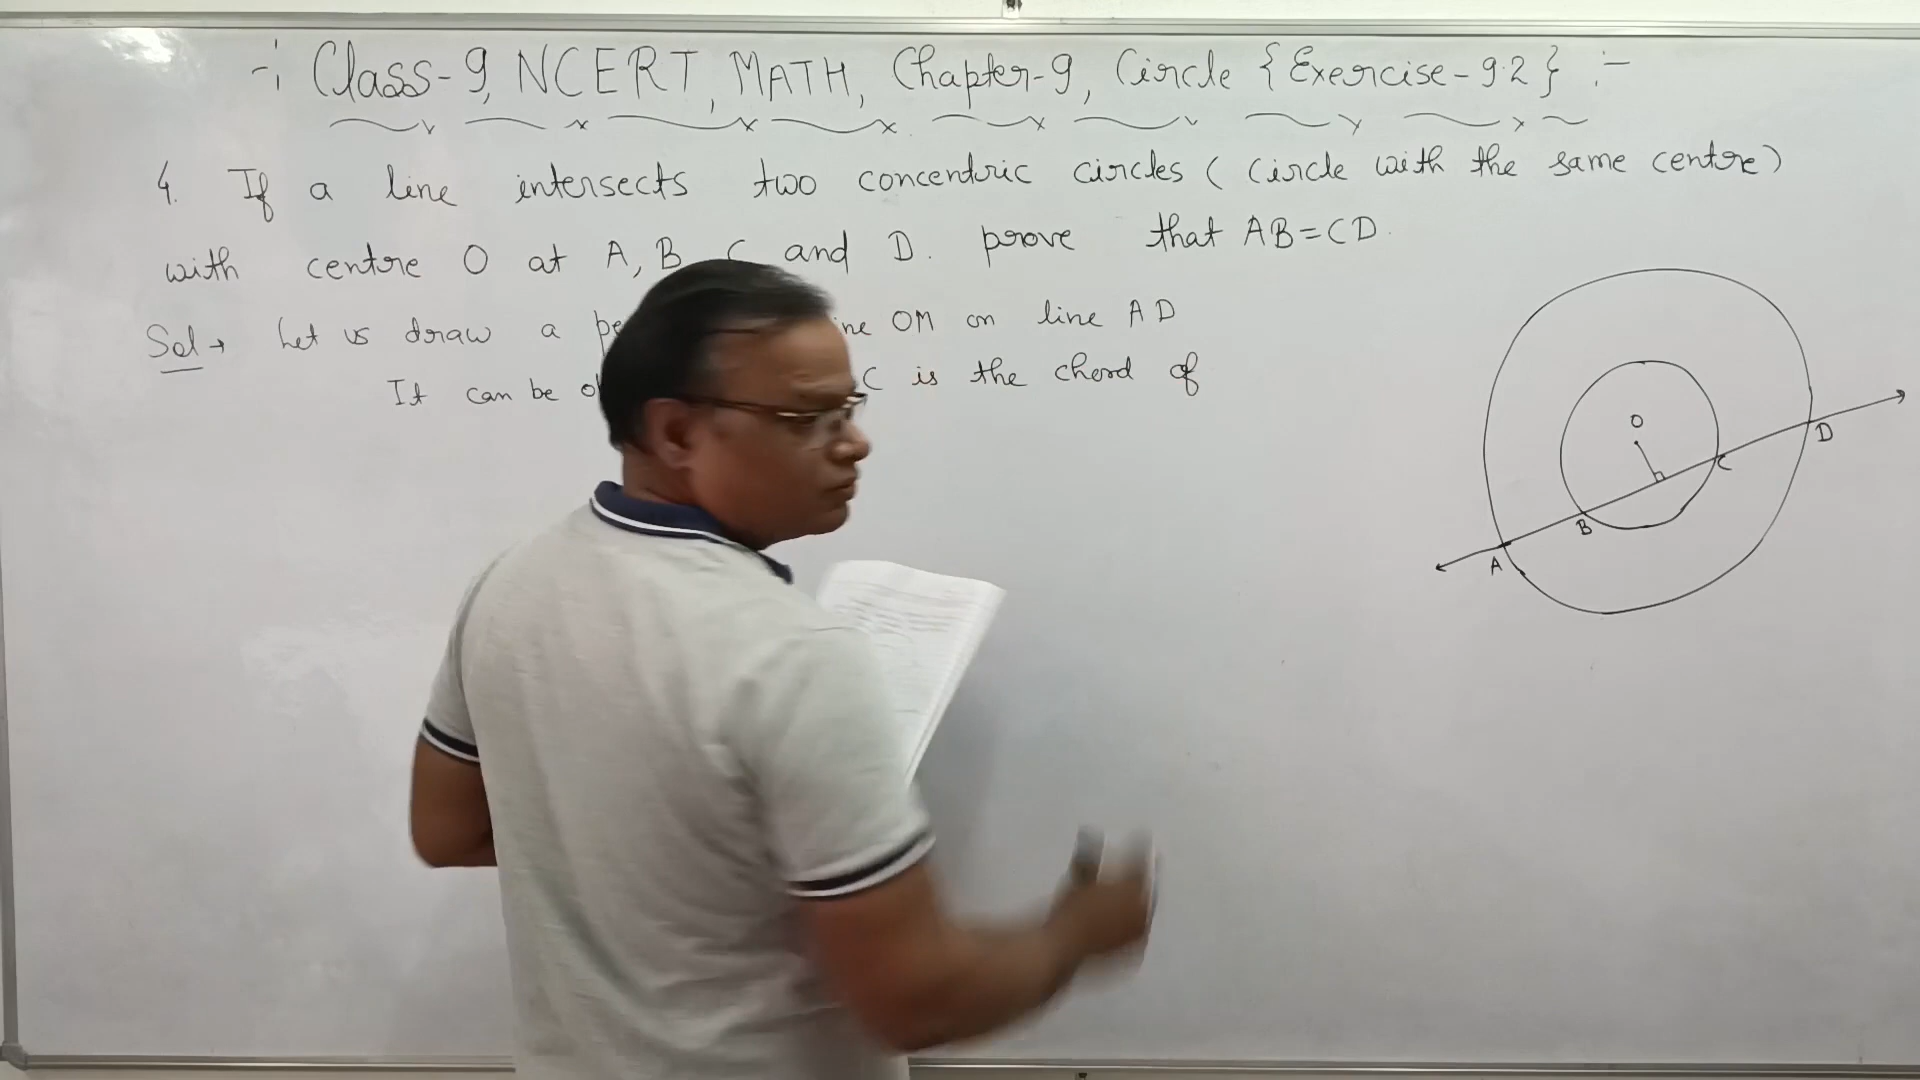 -: Class-9, NCERT, MATH, Chapter-9, Circle {Exercise-9.2} :-
4. If a line intersects two concentric circles ( circle with the same centre)
with centre O at A, B C and D. prove that AB=CD.
Sol→ Let us draw a OM on line AD
It can be C is the chord of
O
D
C
B
A